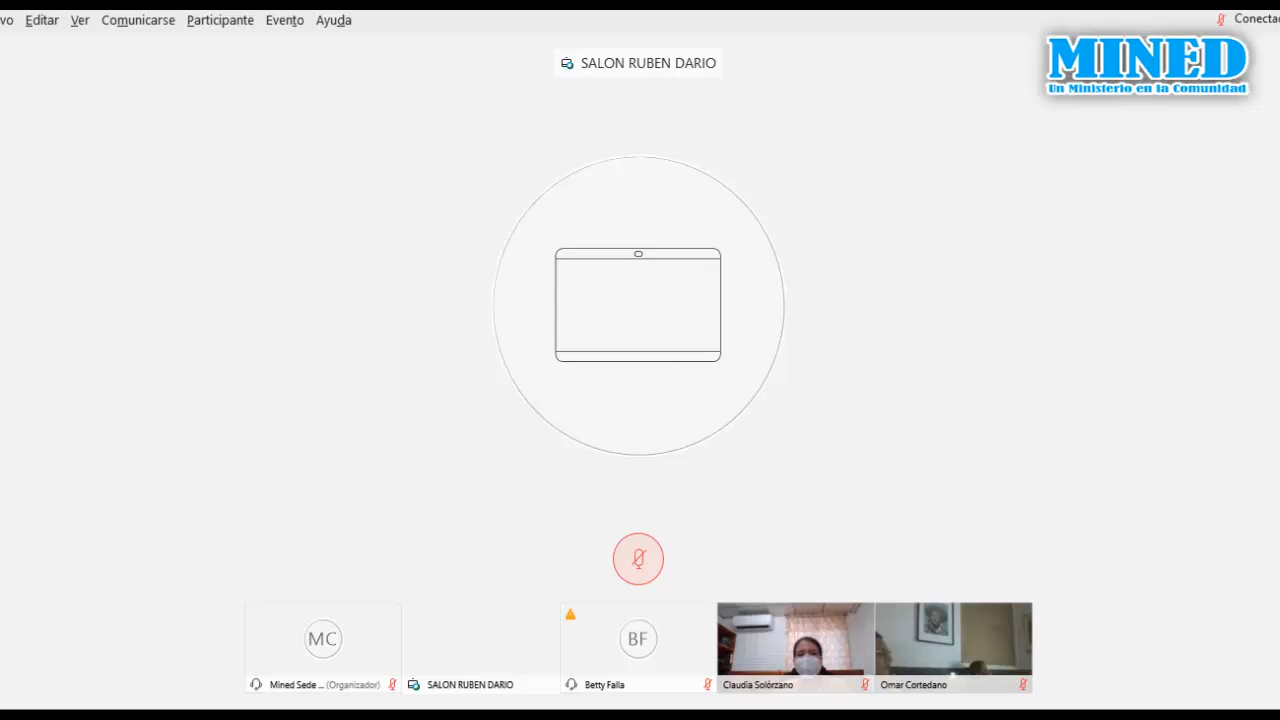 vo Editar Ver Comunicarse Participante Evento Ayuda Conectad
SALON RUBEN DARIO
MINED
Un Ministerio en la Comunidad
MC
BF
Mined Sede ... (Organizador)
SALON RUBEN DARIO
Betty Falla
Claudia Solórzano
Omar Cortedano